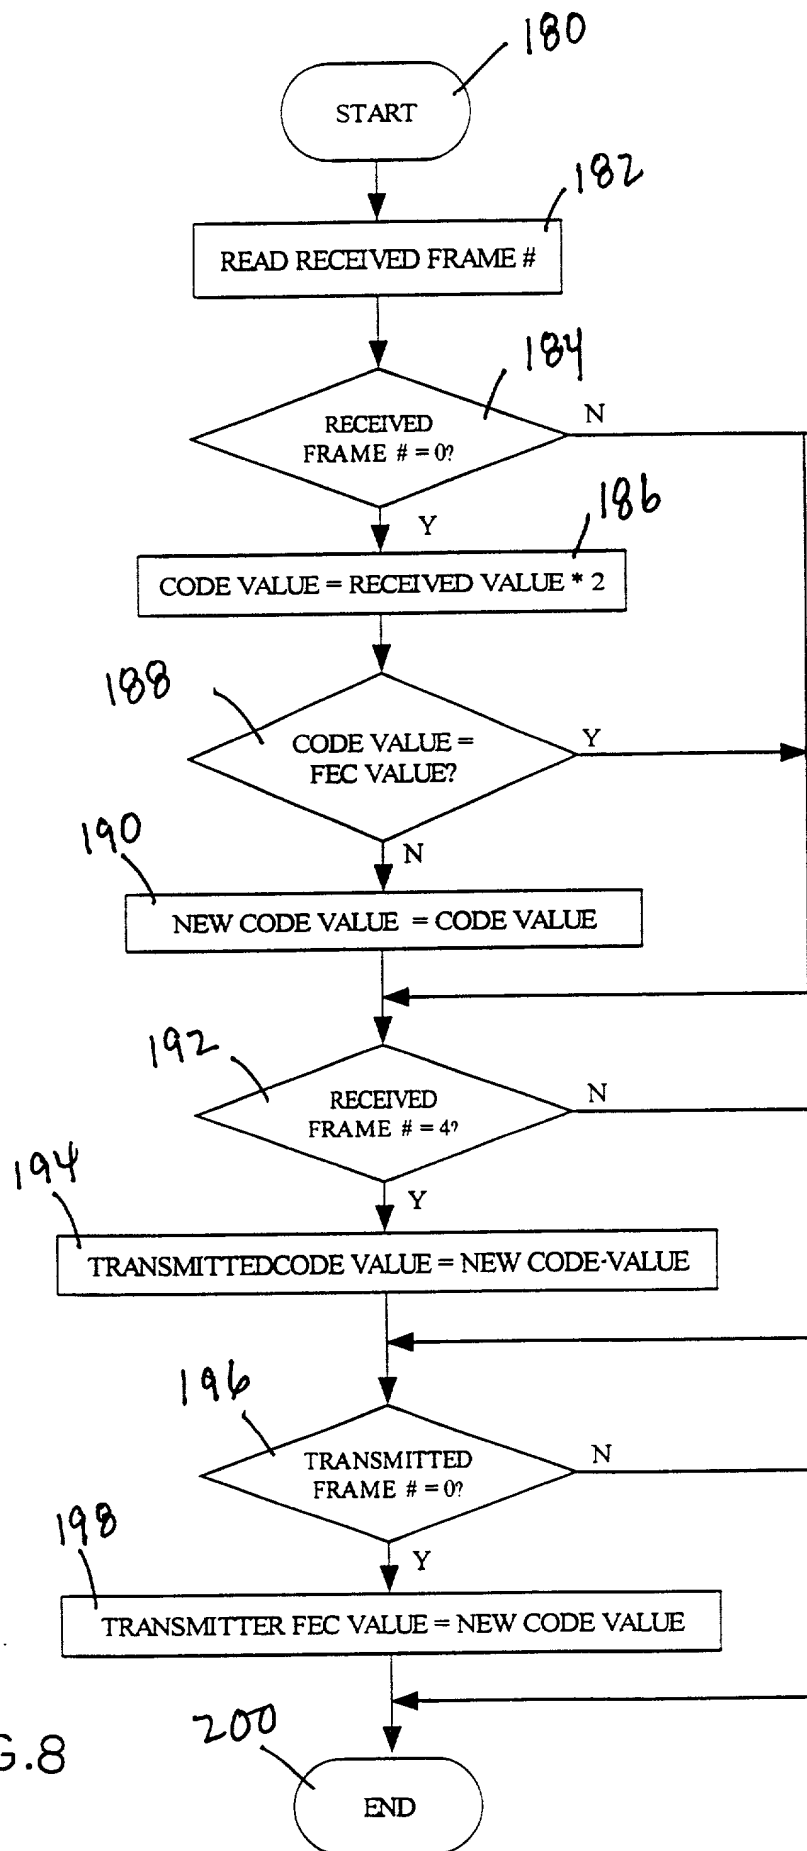 180
START
182
READ RECEIVED FRAME #
184
RECEIVED
FRAME # = 0?
N
Y
186
CODE VALUE = RECEIVED VALUE * 2
188
CODE VALUE =
FEC VALUE?
Y
N
190
NEW CODE VALUE = CODE VALUE
192
RECEIVED
FRAME # = 4?
N
Y
194
TRANSMITTEDCODE VALUE = NEW CODE-VALUE
196
TRANSMITTED
FRAME # = 0?
N
Y
198
TRANSMITTER FEC VALUE = NEW CODE VALUE
200
G.8
END